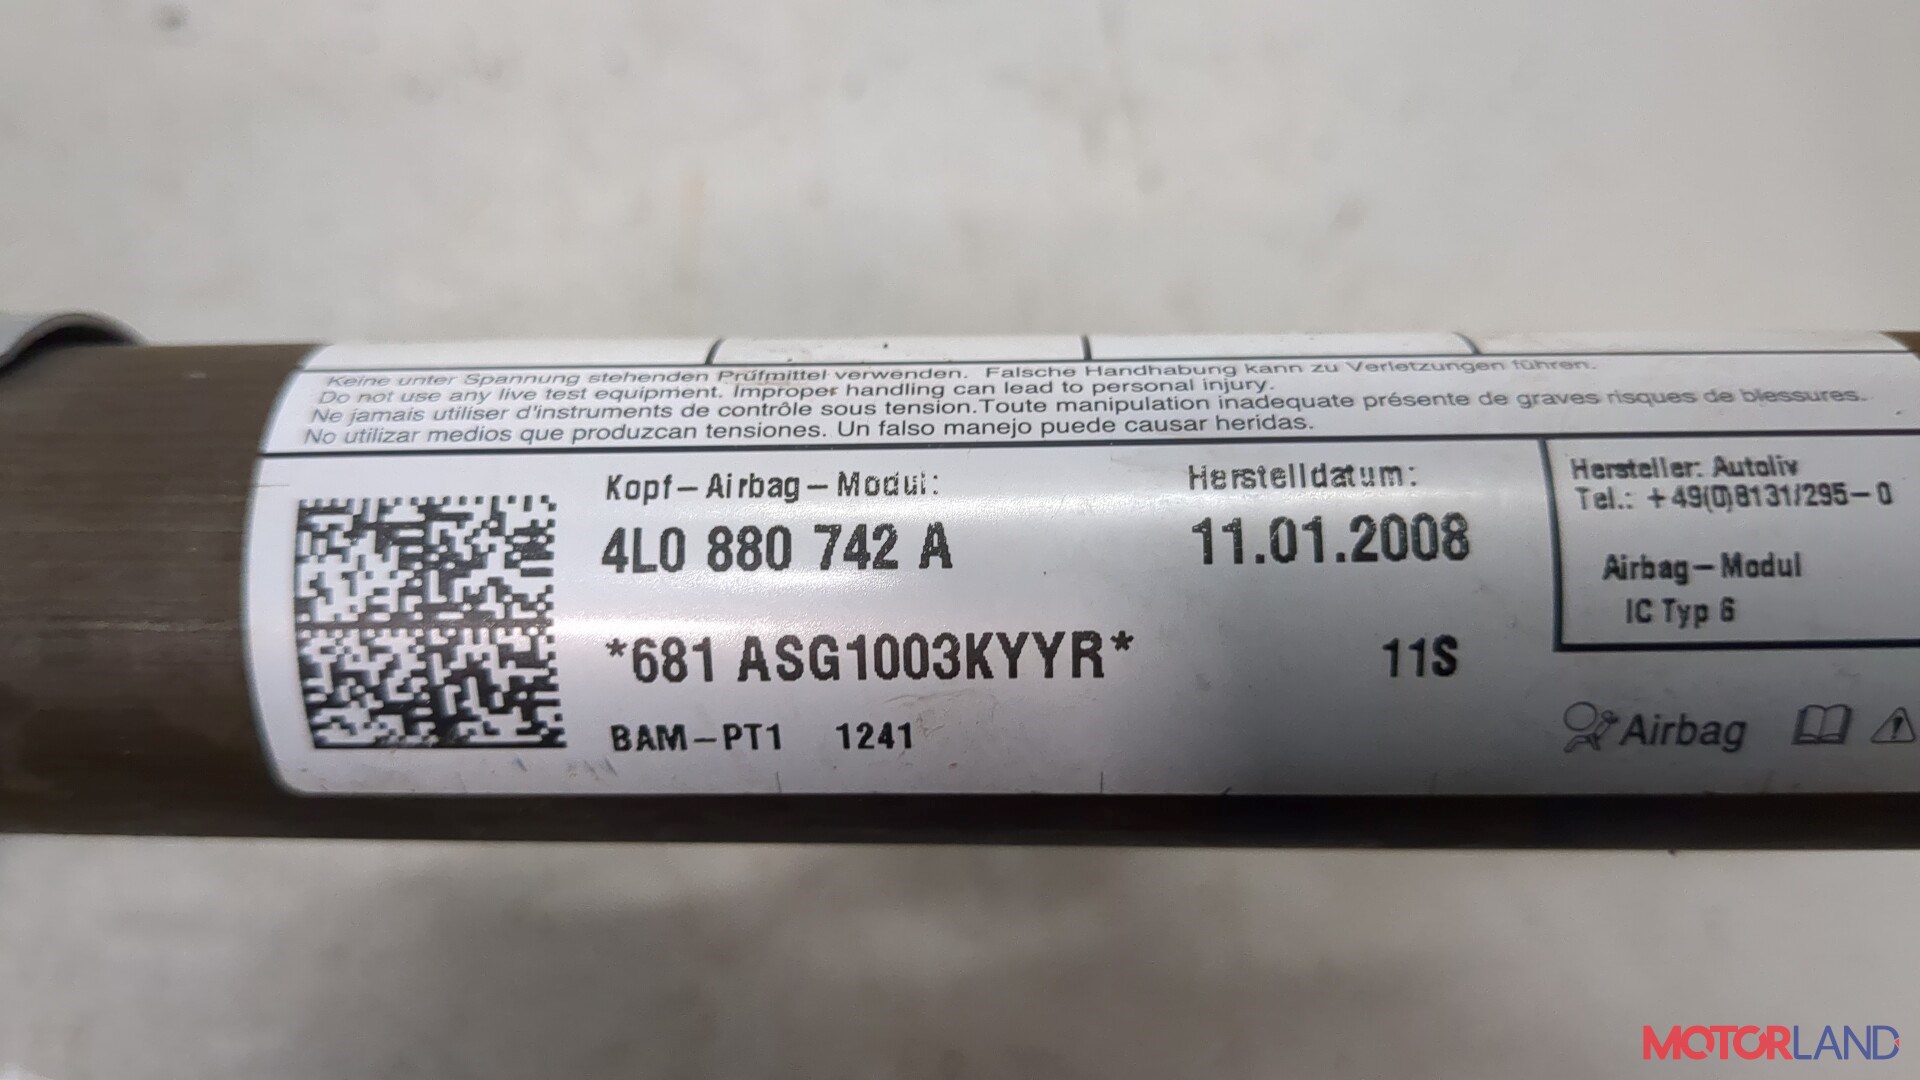 Keine unter Spannung stehenden Prüfmittel verwenden. Falsche Handhabung kann zu Verletzungen führen.
Do not use any live test equipment. Improper handling can lead to personal injury.
Ne jamais utiliser d'instruments de contrôle sous tension. Toute manipulation inadequate présente de graves risques de blessures.
No utilizar medios que produzcan tensiones. Un falso manejo puede causar heridas.
Kopf-Airbag-Modul:
4L0 880 742 A
Herstelldatum:
11.01.2008
*681 ASG1003KYYR*
11S
BAM-PT1 1241
Hersteller: Autoliv
Tel.: +49(0)8131/295-0
Airbag-Modul
IC Typ 6
Airbag
MOTORLAND